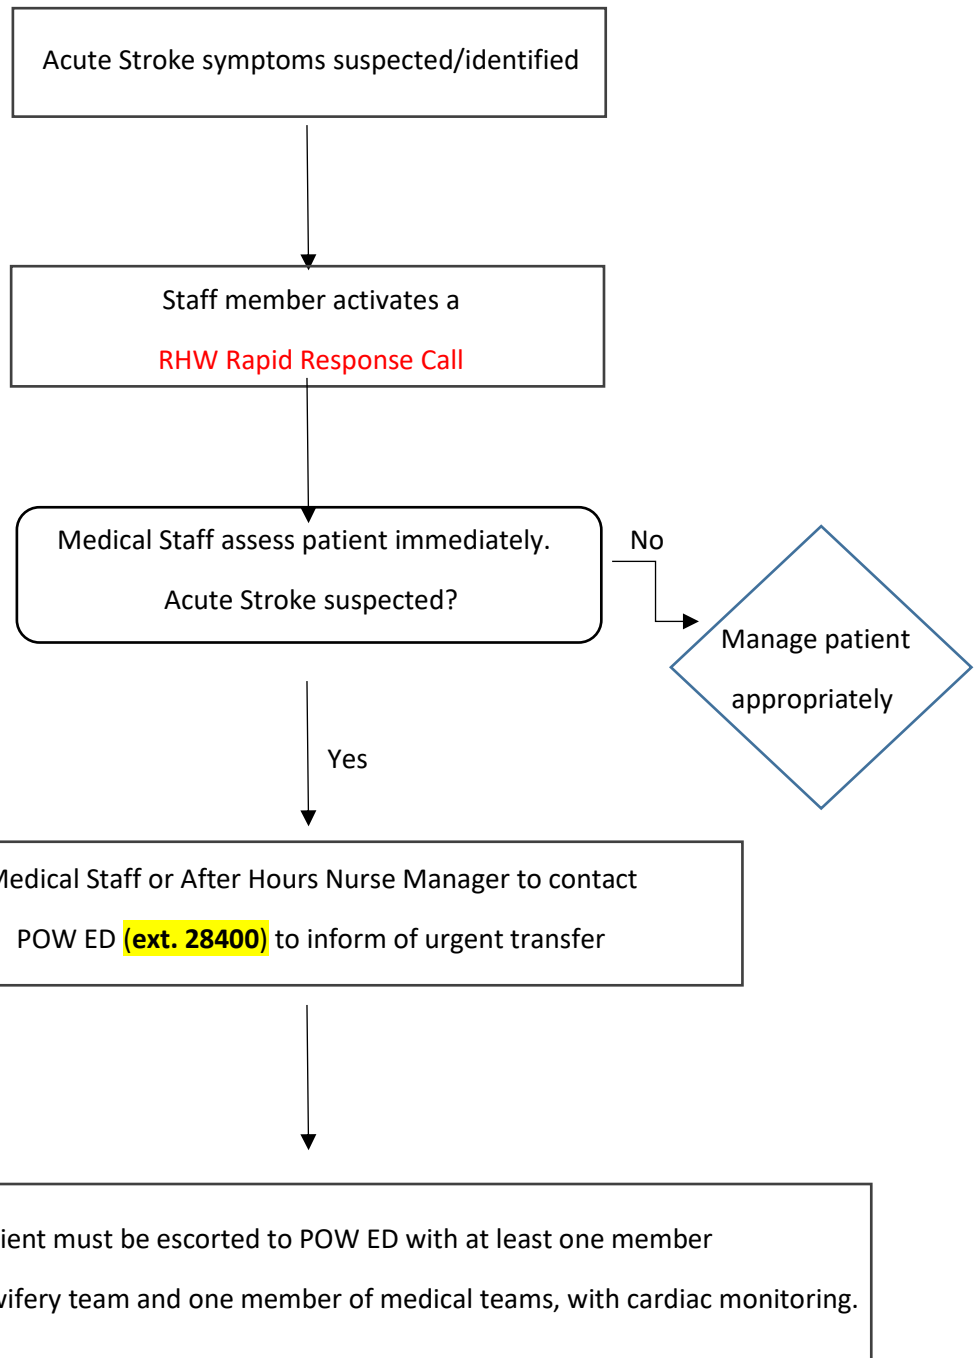 Acute Stroke symptoms suspected/identified
Staff member activates a
RHW Rapid Response Call
Medical Staff assess patient immediately.
Acute Stroke suspected?
No
Manage patient
appropriately
Yes
Medical Staff or After Hours Nurse Manager to contact
POW ED (ext. 28400) to inform of urgent transfer
must be escorted to POW ED with at least one member
team and one member of medical teams, with cardiac monitoring.